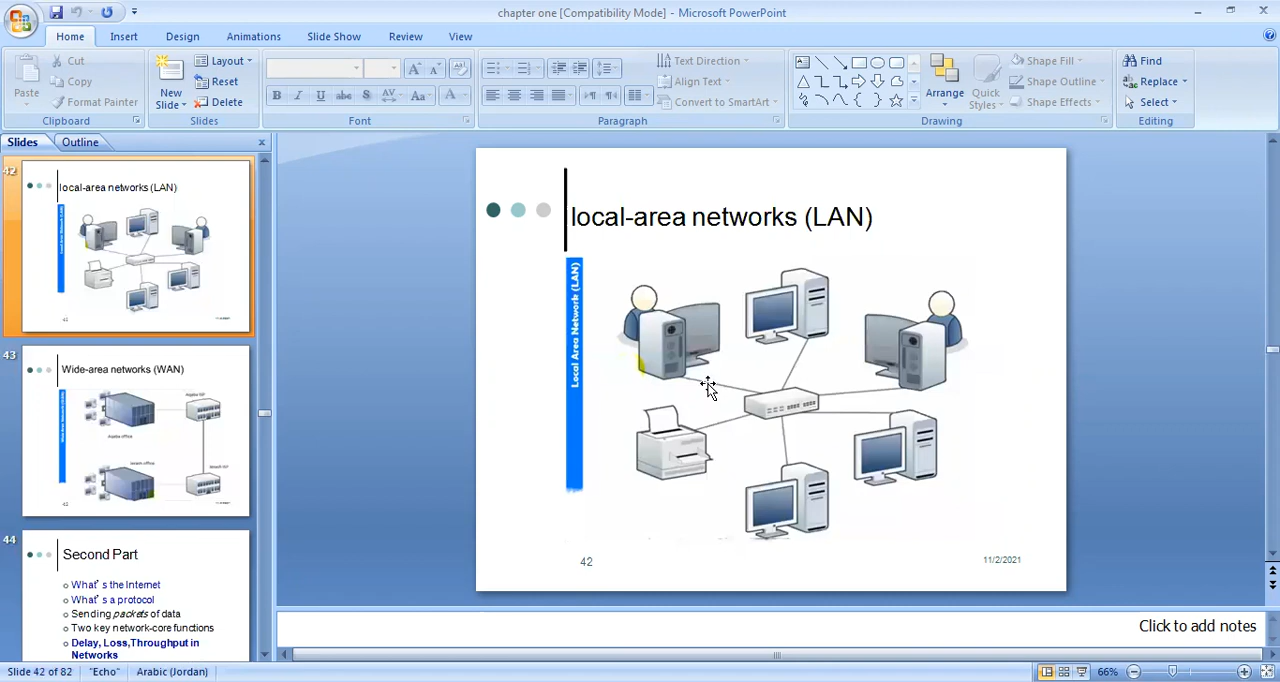 chapter one [Compatibility Mode] - Microsoft PowerPoint
Home Insert Design Animations Slide Show Review View
Paste
Cut
Copy
Format Painter
Clipboard
New Slide
Layout
Reset
Delete
Slides
B I U abc S AV Aa A
Font
Text Direction
Align Text
Convert to SmartArt
Paragraph
Arrange
Quick Styles
Shape Fill
Shape Outline
Shape Effects
Drawing
Find
Replace
Select
Editing
Slides Outline
42
local-area networks (LAN)
43
Wide-area networks (WAN)
44
Second Part
What's the Internet
What's a protocol
Sending packets of data
Two key network-core functions
Delay, Loss,Throughput in
Networks
local-area networks (LAN)
Local Area Network (LAN)
42
11/2/2021
Click to add notes
Slide 42 of 82 "Echo" Arabic (Jordan) 66%